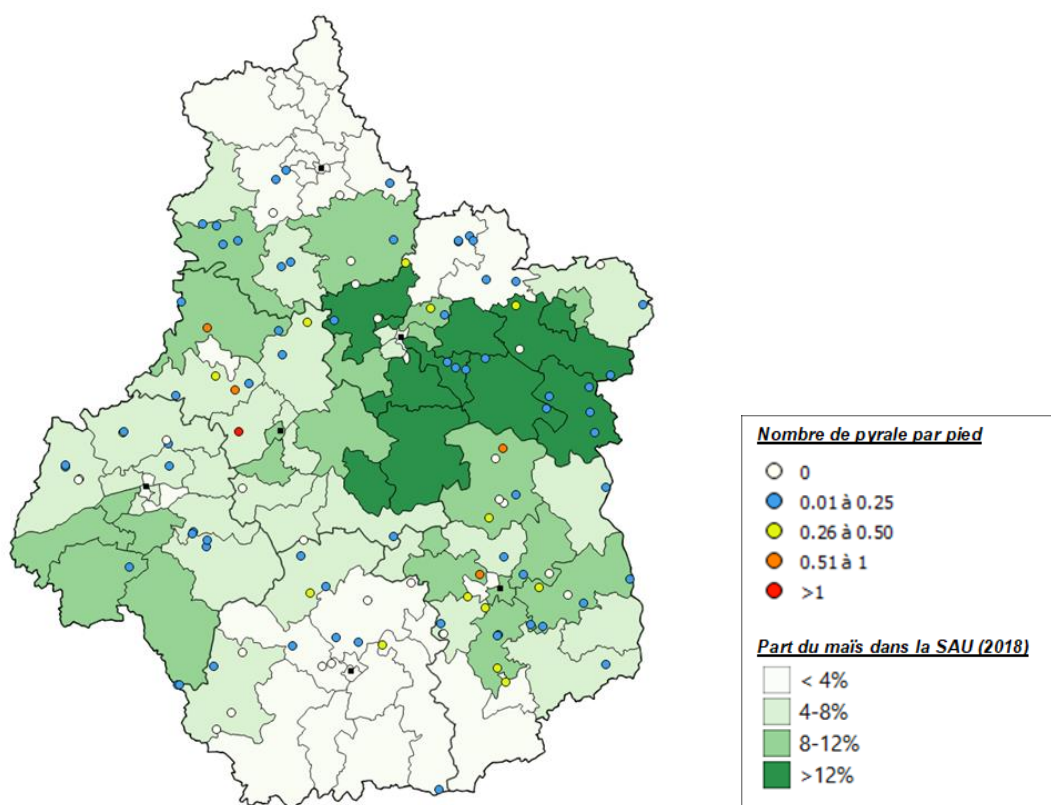 Nombre de pyrale par pied
0
0.01 à 0.25
0.26 à 0.50
0.51 à 1
>1
Part du maïs dans la SAU (2018)
< 4%
4-8%
8-12%
>12%